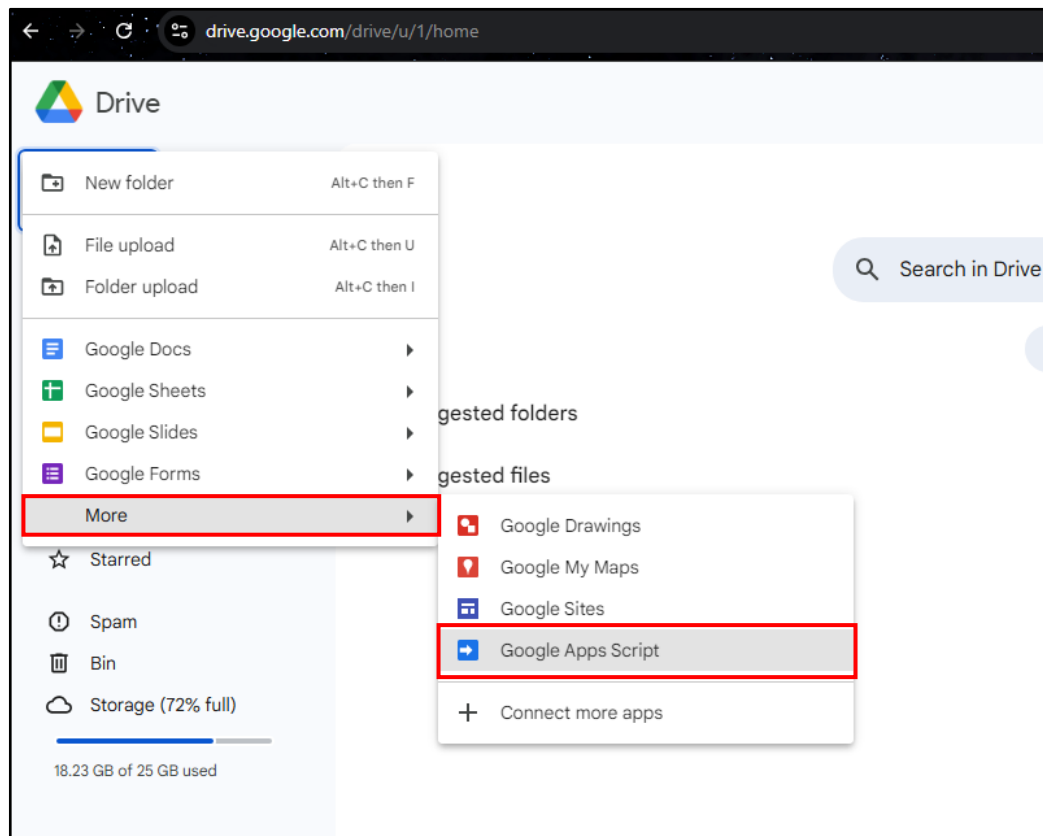 drive.google.com/drive/u/1/home
Drive
New folder Alt+C then F
File upload Alt+C then U
Folder upload Alt+C then I
Google Docs
Google Sheets
gested folders
Google Slides
Google Forms
gested files
More
Google Drawings
Google My Maps
Google Sites
Google Apps Script
Connect more apps
Search in Drive
Starred
Spam
Bin
Storage (72% full)
18.23 GB of 25 GB used